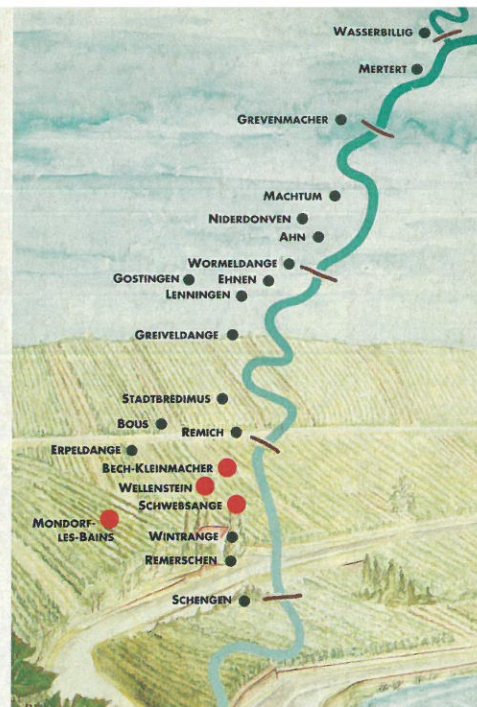 WASSERBILLIG
MERTERT
GREVENMACHER
MACHTUM
NIDERDONVEN
AHN
WORMELDANGE
GOSTINGEN
EHNEN
LENNINGEN
GREIVELDANGE
STADTBREDIMUS
BOUS
REMICH
ERPELDANGE
BECH-KLEINMACHER
WELLENSTEIN
SCHWEBSANGE
MONDORF-
LES-BAINS
WINTRANGE
REMERSCHEN
SCHENGEN